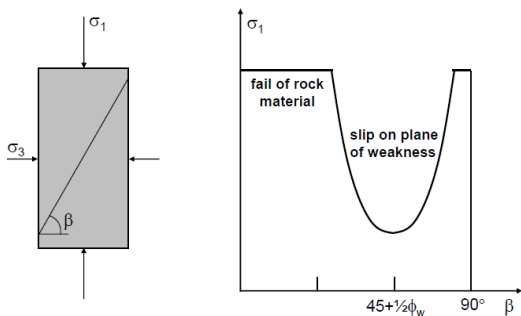 σ1
σ3
β
σ1
fail of rock
material
slip on plane
of weakness
45+½ϕw
90°
β